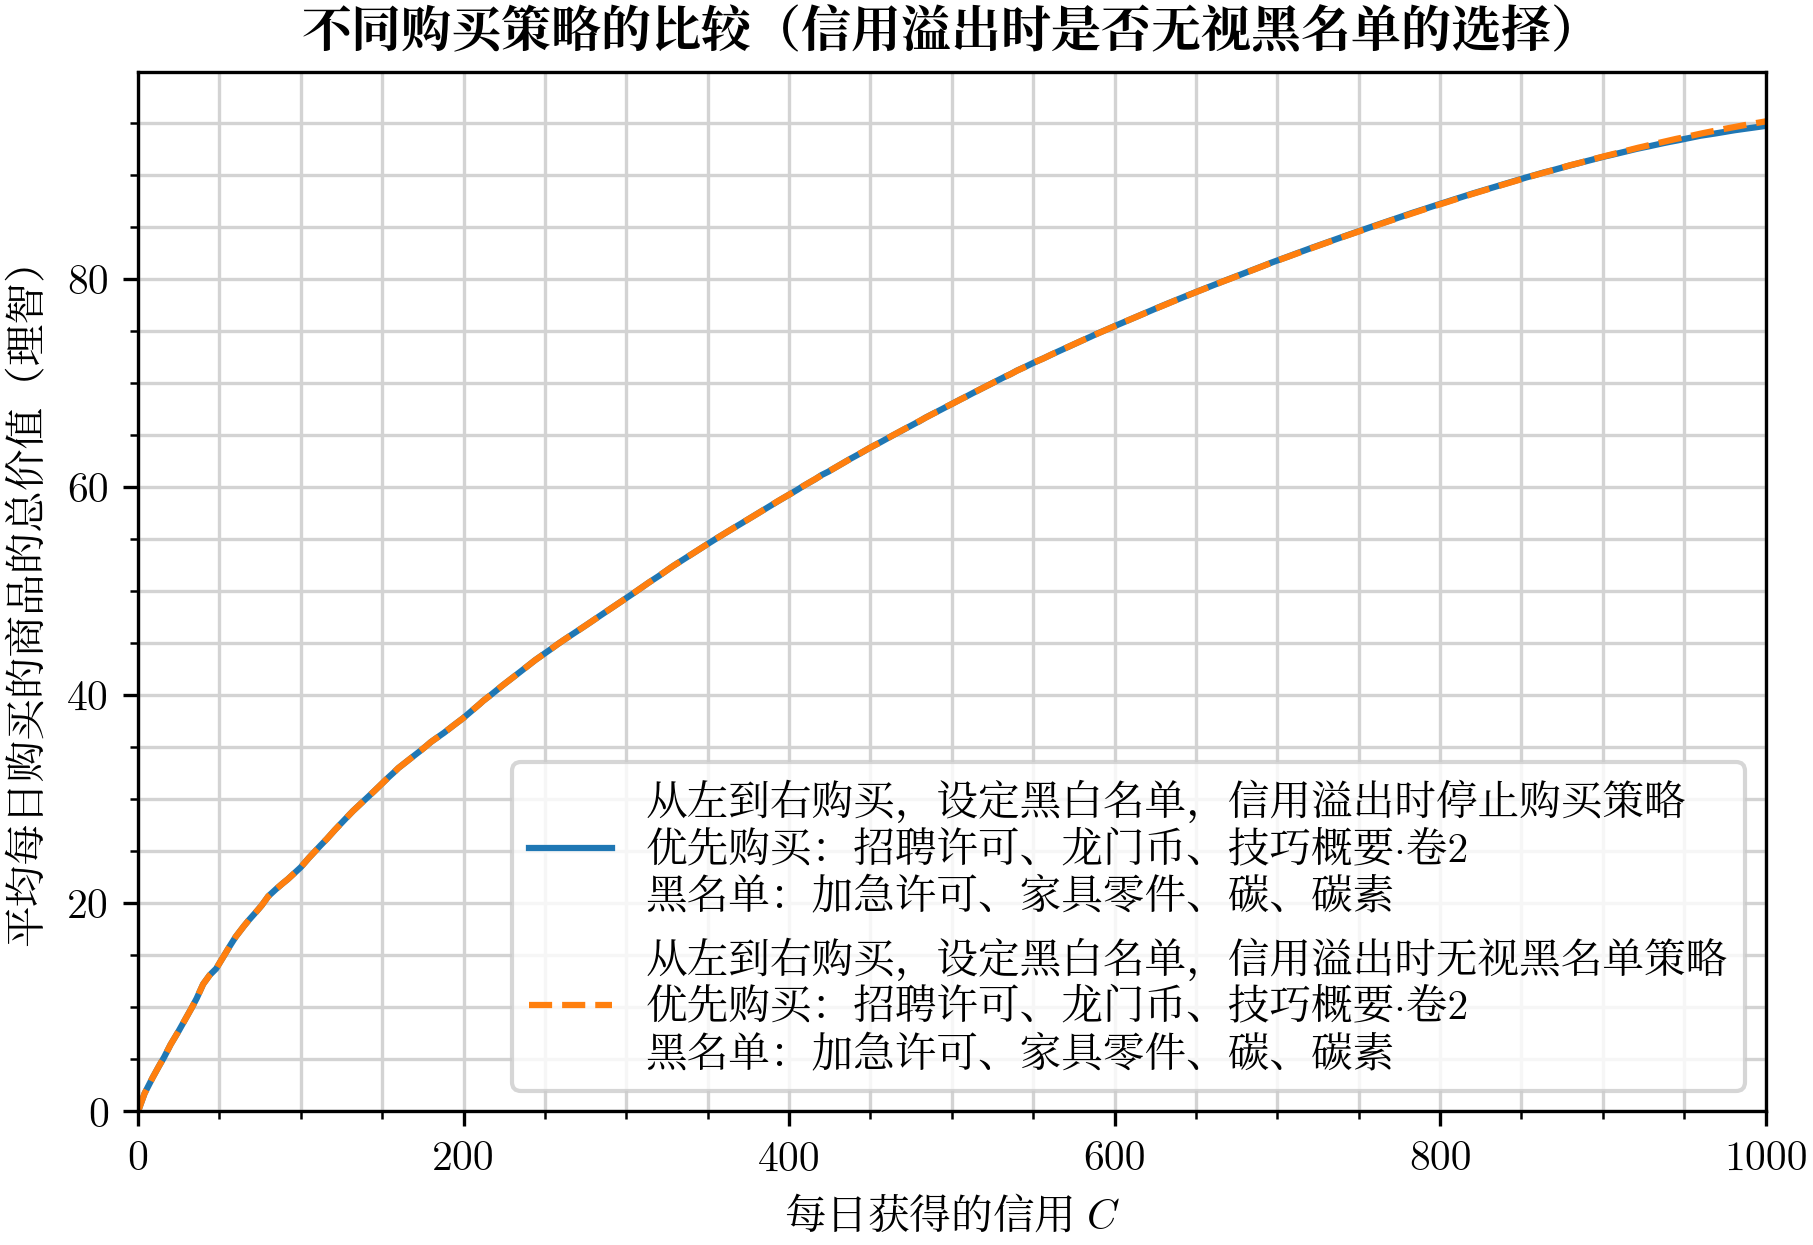 不同购买策略的比较（信用溢出时是否无视黑名单的选择）
平均每日购买的商品的总价值（理智）
80
60
40
20
0
从左到右购买，设定黑白名单，信用溢出时停止购买策略
优先购买：招聘许可、龙门币、技巧概要·卷2
黑名单：加急许可、家具零件、碳、碳素
从左到右购买，设定黑白名单，信用溢出时无视黑名单策略
优先购买：招聘许可、龙门币、技巧概要·卷2
黑名单：加急许可、家具零件、碳、碳素
0 200 400 600 800 1000
每日获得的信用 C